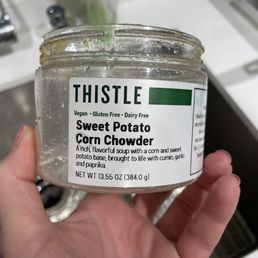 THISTLE
Vegan • Gluten Free • Dairy Free
Sweet Potato
Corn Chowder
A rich, flavorful soup with a corn and sweet
potato base, brought to life with cumin, garlic
and paprika.
NET WT 13.55 OZ (384.0 g)